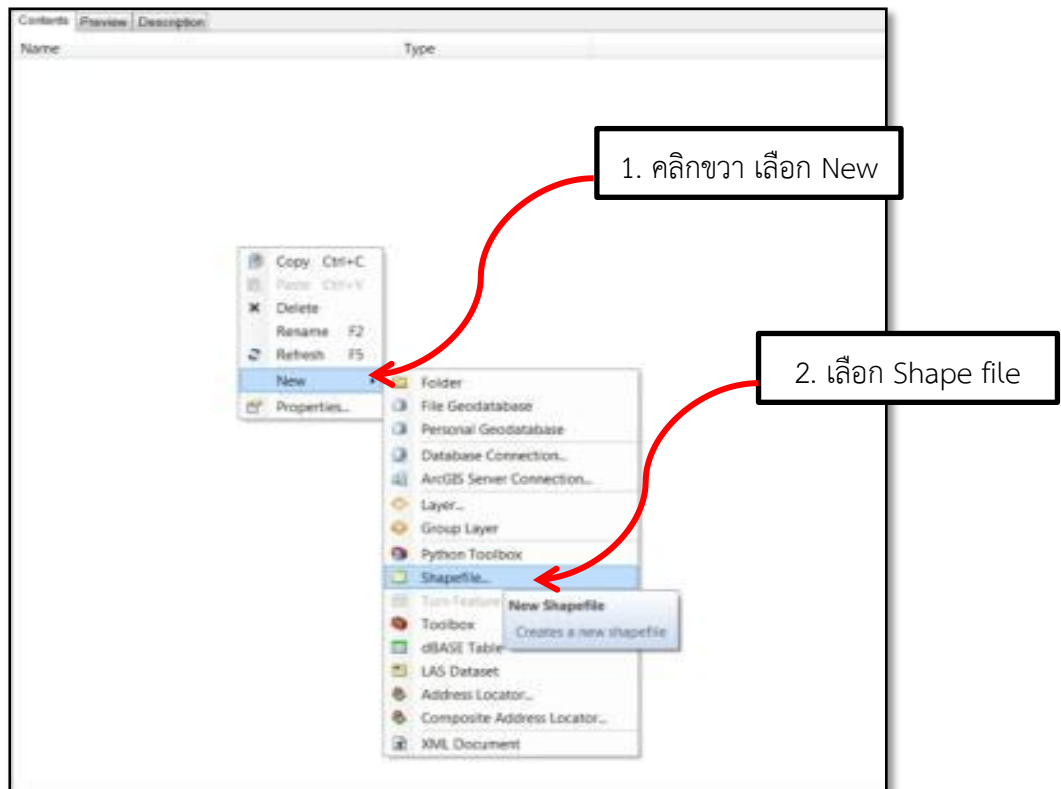 Contents Preview Description
Name Type
1. คลิกขวา เลือก New
Copy Ctrl+C
Paste Ctrl+V
Delete
Rename F2
Refresh F5
New
Properties...
2. เลือก Shape file
Folder
File Geodatabase
Personal Geodatabase
Database Connection...
ArcGIS Server Connection...
Layer...
Group Layer
Python Toolbox
Shapefile...
Turn Feature
New Shapefile
Creates a new shapefile
Toolbox
dBASE Table
LAS Dataset
Address Locator...
Composite Address Locator...
XML Document